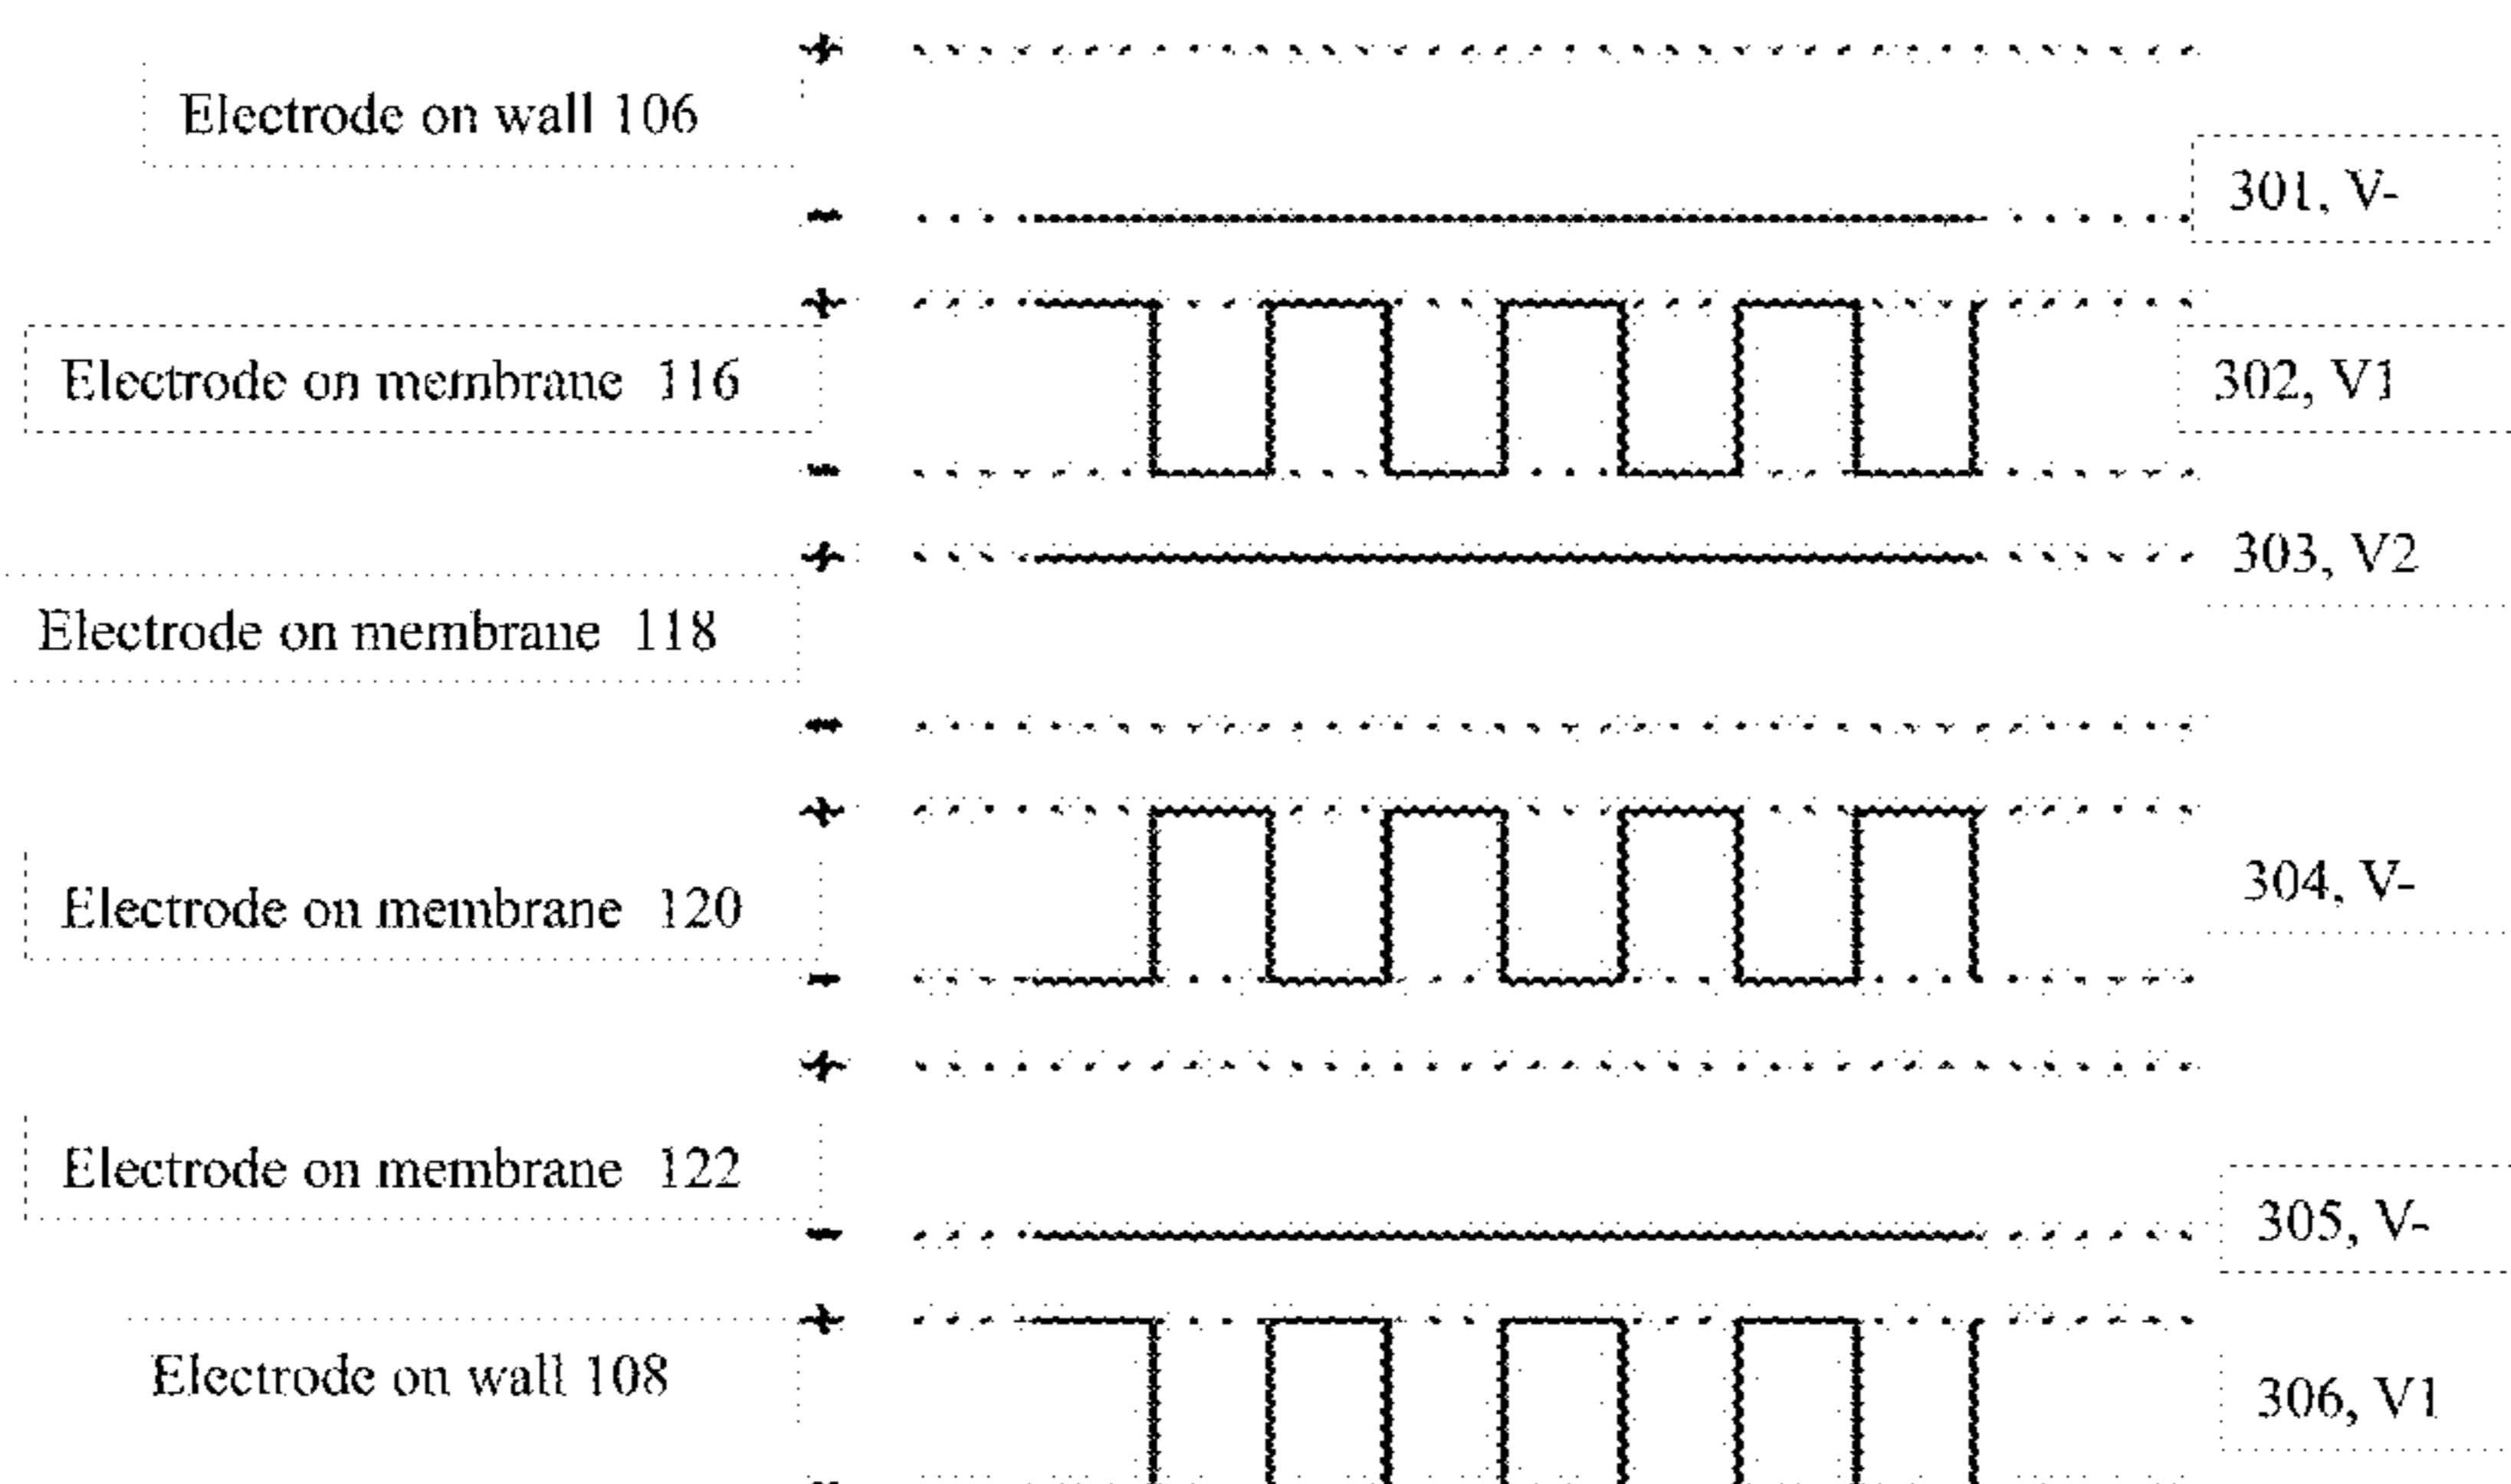 +
Electrode on wall 106
301, V-
-
+
Electrode on membrane 116
302, V1
-
+
303, V2
Electrode on membrane 118
-
+
304, V-
Electrode on membrane 120
-
+
Electrode on membrane 122
305, V-
-
+
Electrode on wall 108
306, V1